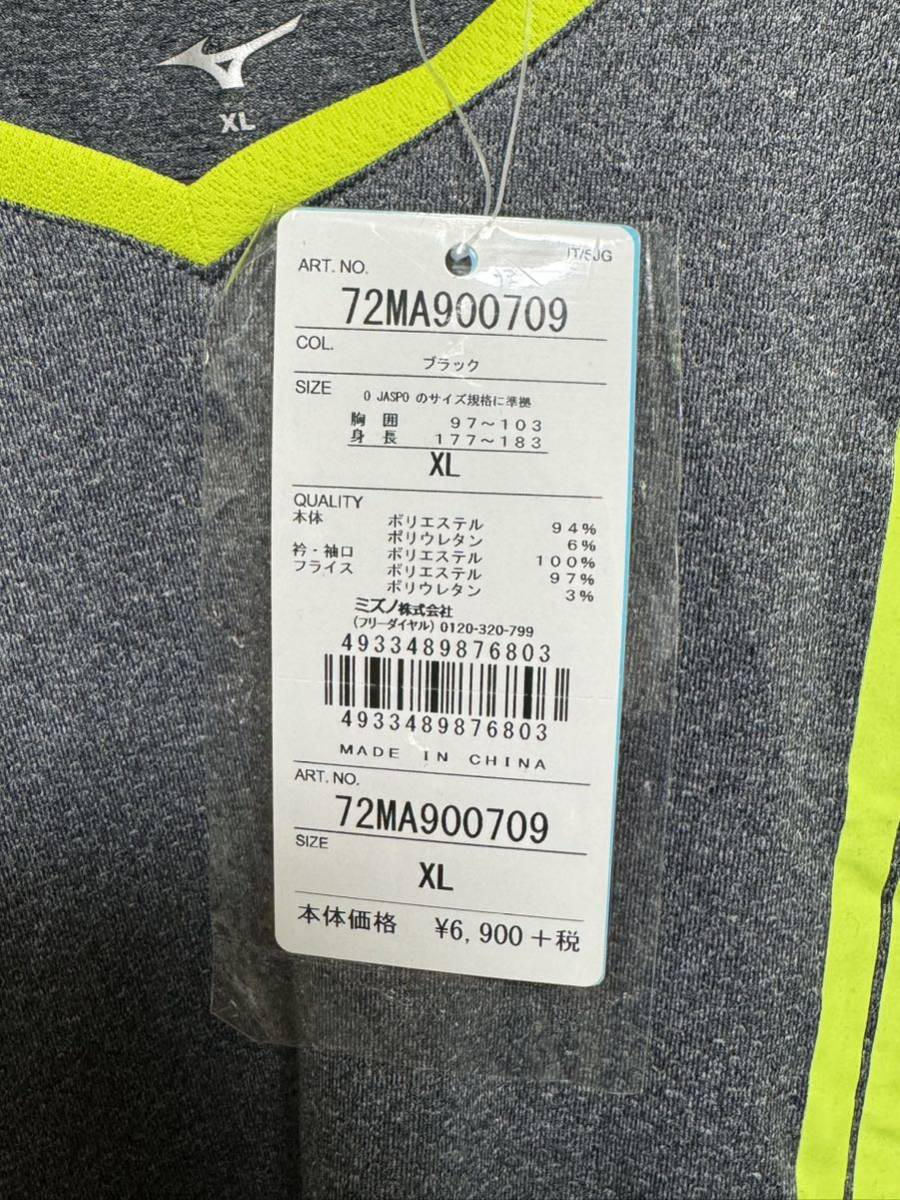 XL
IT/5JG
ART. NO.
72MA900709
COL.
ブラック
SIZE
O JASPO のサイズ規格に準拠
胸囲 97～103
身長 177～183
XL
QUALITY
本体 ポリエステル 94%
ポリウレタン 6%
衿・袖口 ポリエステル 100%
フライス ポリエステル 97%
ポリウレタン 3%
ミズノ株式会社
(フリーダイヤル) 0120-320-799
4933489876803
4933489876803
MADE IN CHINA
ART. NO.
72MA900709
SIZE
XL
本体価格 ¥6,900+税